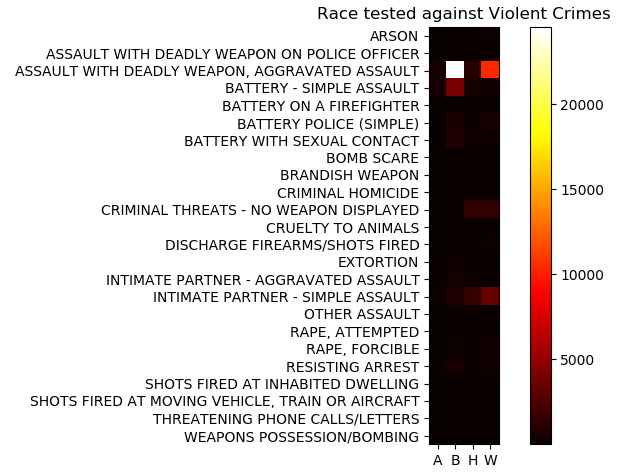 Race tested against Violent Crimes
ARSON
ASSAULT WITH DEADLY WEAPON ON POLICE OFFICER
ASSAULT WITH DEADLY WEAPON, AGGRAVATED ASSAULT
BATTERY - SIMPLE ASSAULT
BATTERY ON A FIREFIGHTER
BATTERY POLICE (SIMPLE)
BATTERY WITH SEXUAL CONTACT
BOMB SCARE
BRANDISH WEAPON
CRIMINAL HOMICIDE
CRIMINAL THREATS - NO WEAPON DISPLAYED
CRUELTY TO ANIMALS
DISCHARGE FIREARMS/SHOTS FIRED
EXTORTION
INTIMATE PARTNER - AGGRAVATED ASSAULT
INTIMATE PARTNER - SIMPLE ASSAULT
OTHER ASSAULT
RAPE, ATTEMPTED
RAPE, FORCIBLE
RESISTING ARREST
SHOTS FIRED AT INHABITED DWELLING
SHOTS FIRED AT MOVING VEHICLE, TRAIN OR AIRCRAFT
THREATENING PHONE CALLS/LETTERS
WEAPONS POSSESSION/BOMBING
A B H W
20000
15000
10000
5000